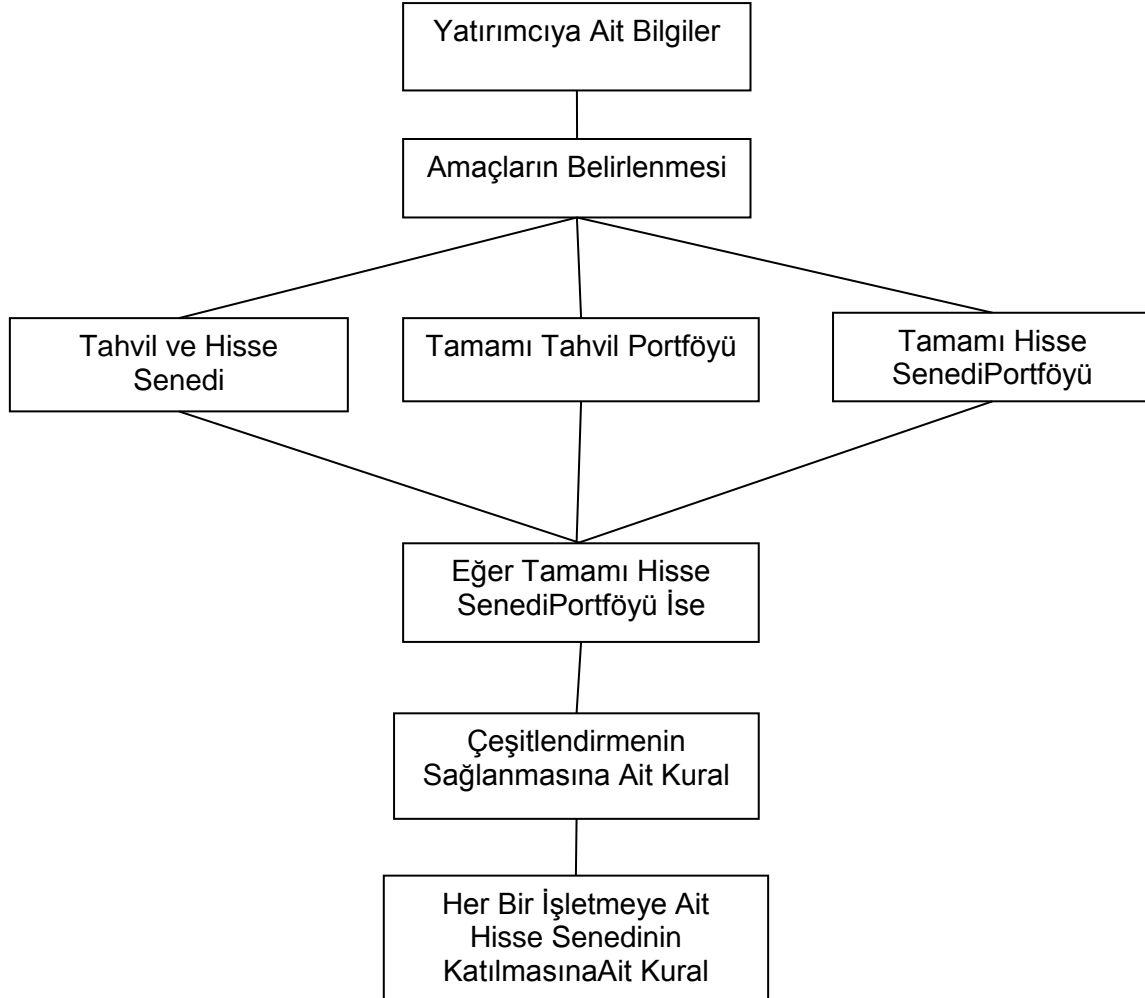 Yatırımcıya Ait Bilgiler
Amaçların Belirlenmesi
Tahvil ve Hisse
Senedi
Tamamı Tahvil Portföyü
Tamamı Hisse
SenediPortföyü
Eğer Tamamı Hisse
SenediPortföyü İse
Çeşitlendirmenin
Sağlanmasına Ait Kural
Her Bir İşletmeye Ait
Hisse Senedinin
KatılmasınaAit Kural